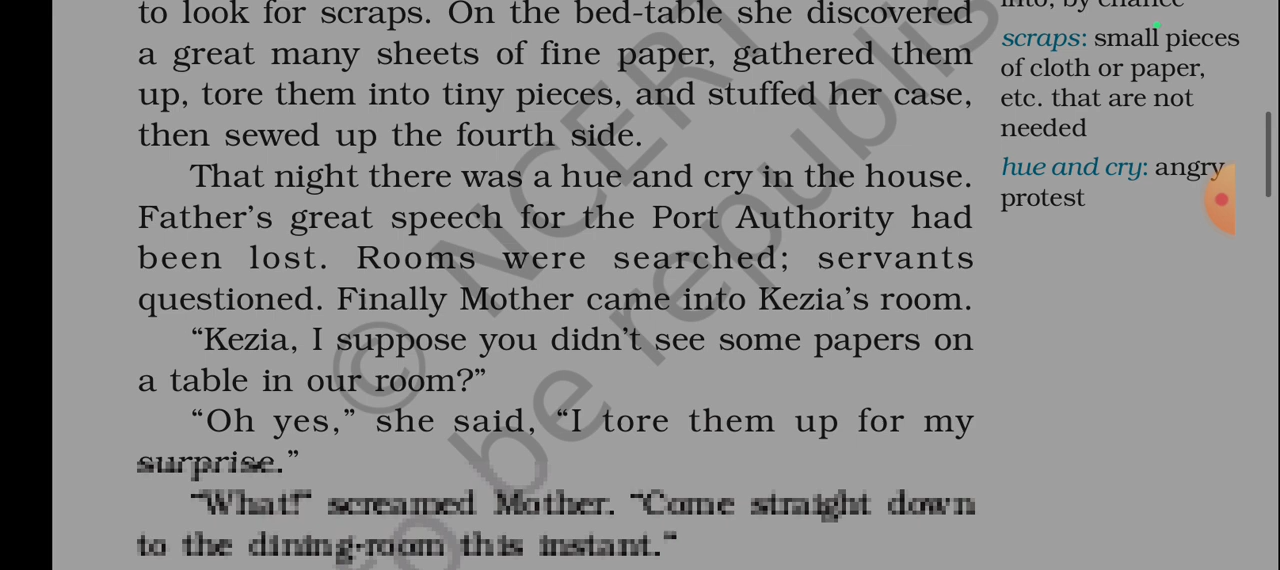 to look for scraps. On the bed-table she discovered
a great many sheets of fine paper, gathered them
up, tore them into tiny pieces, and stuffed her case,
then sewed up the fourth side.
That night there was a hue and cry in the house.
Father’s great speech for the Port Authority had
been lost. Rooms were searched; servants
questioned. Finally Mother came into Kezia’s room.
“Kezia, I suppose you didn’t see some papers on
a table in our room?”
“Oh yes,” she said, “I tore them up for my
surprise.”
“What!” screamed Mother. “Come straight down
to the dining-room this instant.”
into, by chance
scraps: small pieces
of cloth or paper,
etc. that are not
needed
hue and cry: angry
protest
© NCERT
be republis